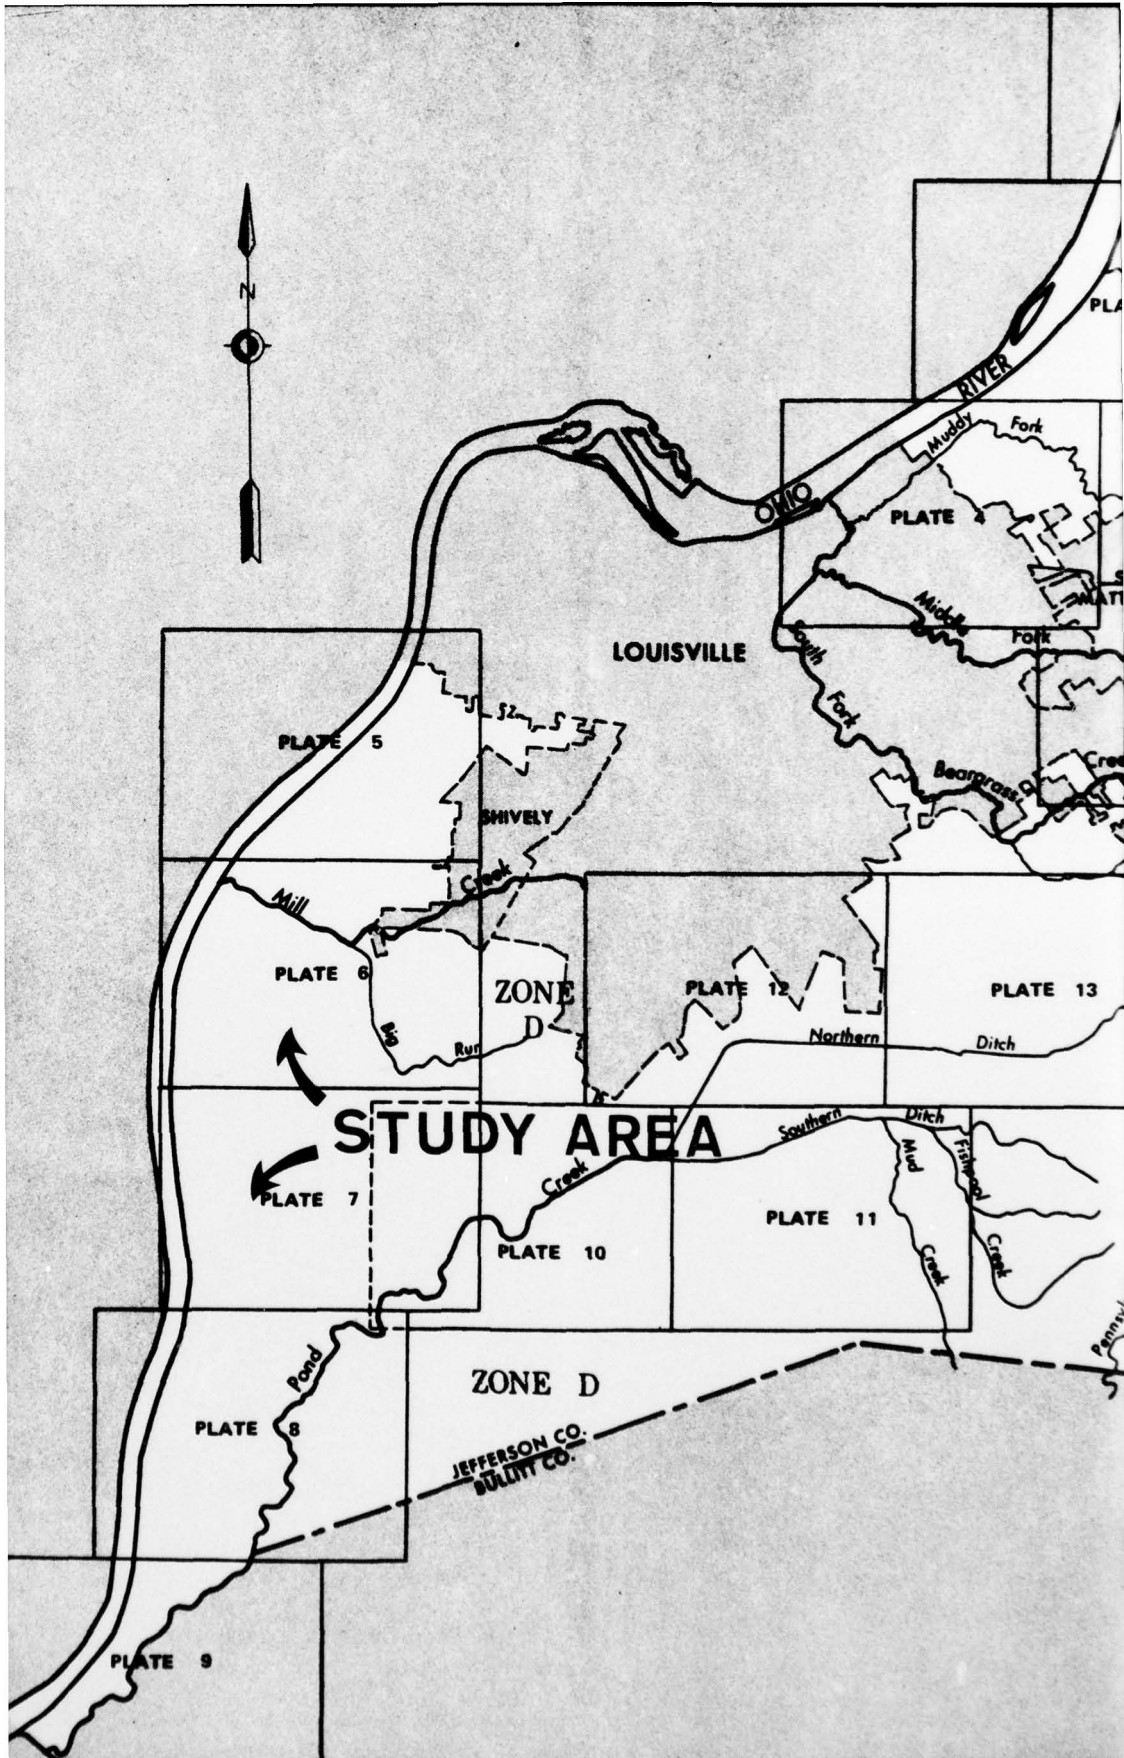 N
RIVER
OHIO
Muddy
Fork
PLATE 4
Middle
Fork
LOUISVILLE
South
Fork
Beargrass
PLATE 5
SHIVELY
Mill
Creek
PLATE 6
ZONE
D
PLATE 12
PLATE 13
Big
Run
Northern
Ditch
STUDY AREA
Southern
Ditch
Creek
Mud
Creek
Fishpool
Creek
PLATE 7
PLATE 10
PLATE 11
Pond
ZONE D
PLATE 8
JEFFERSON CO.
BULLITT CO.
PLATE 9